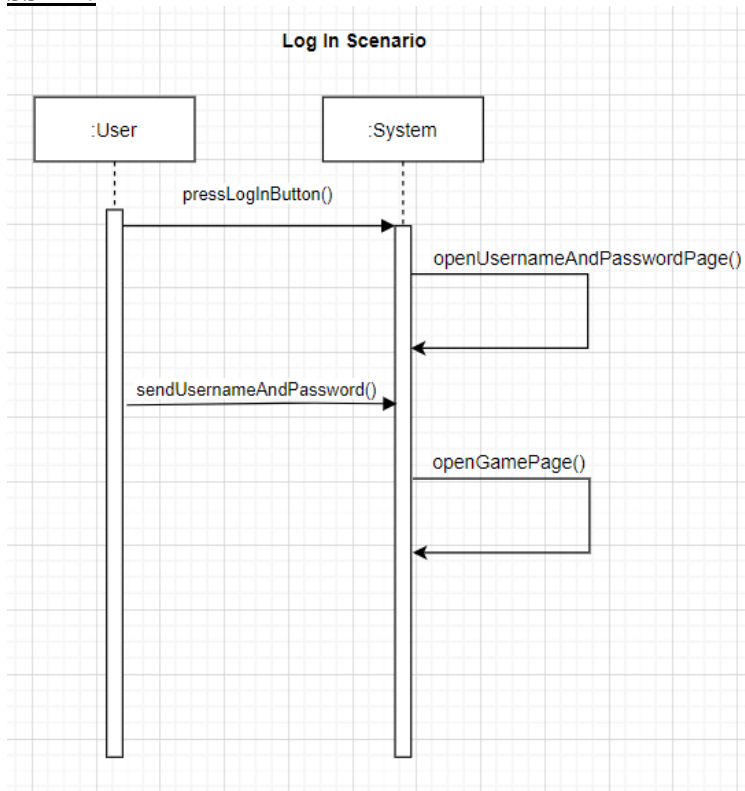 Log In Scenario
:User
:System
pressLogInButton()
openUsernameAndPasswordPage()
sendUsernameAndPassword()
openGamePage()